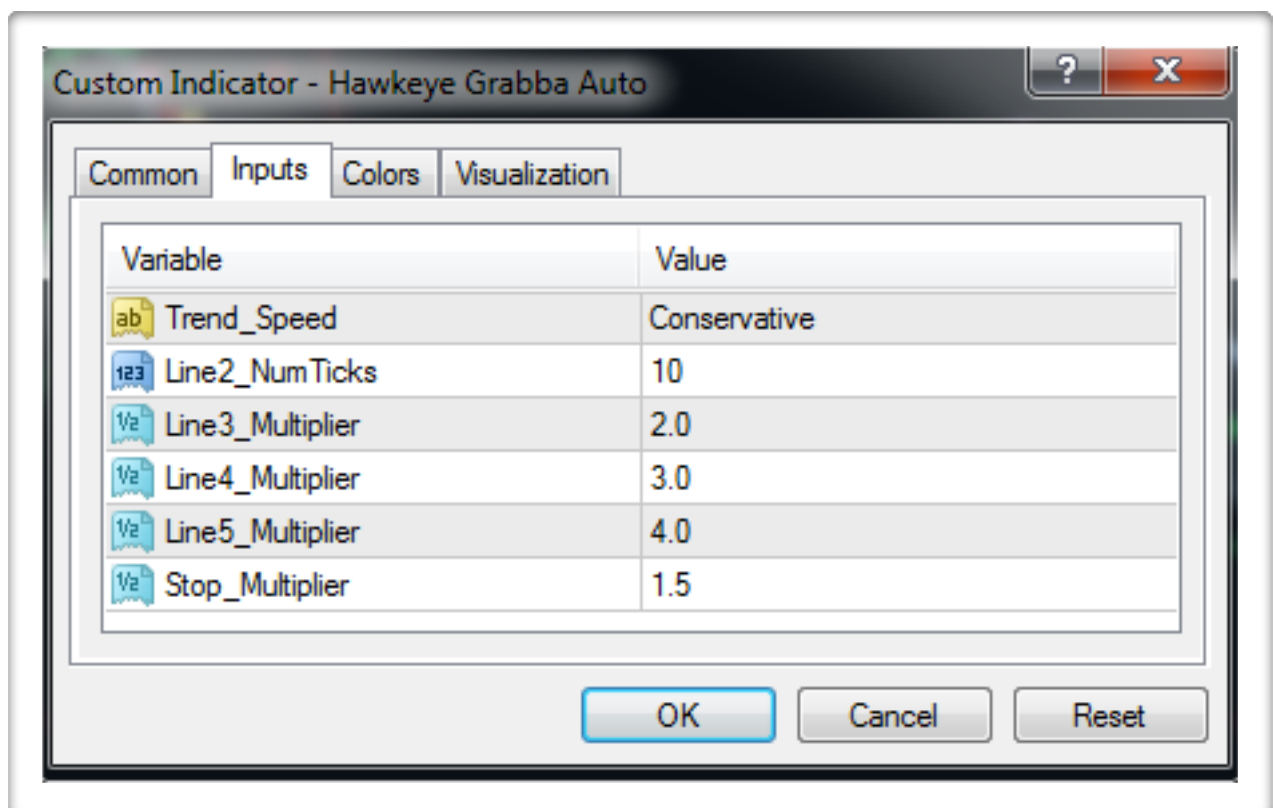 Custom Indicator - Hawkeye Grabba Auto
? X
Common Inputs Colors Visualization
Variable Value
ab Trend_Speed Conservative
123 Line2_NumTicks 10
1/2 Line3_Multiplier 2.0
1/2 Line4_Multiplier 3.0
1/2 Line5_Multiplier 4.0
1/2 Stop_Multiplier 1.5
OK Cancel Reset